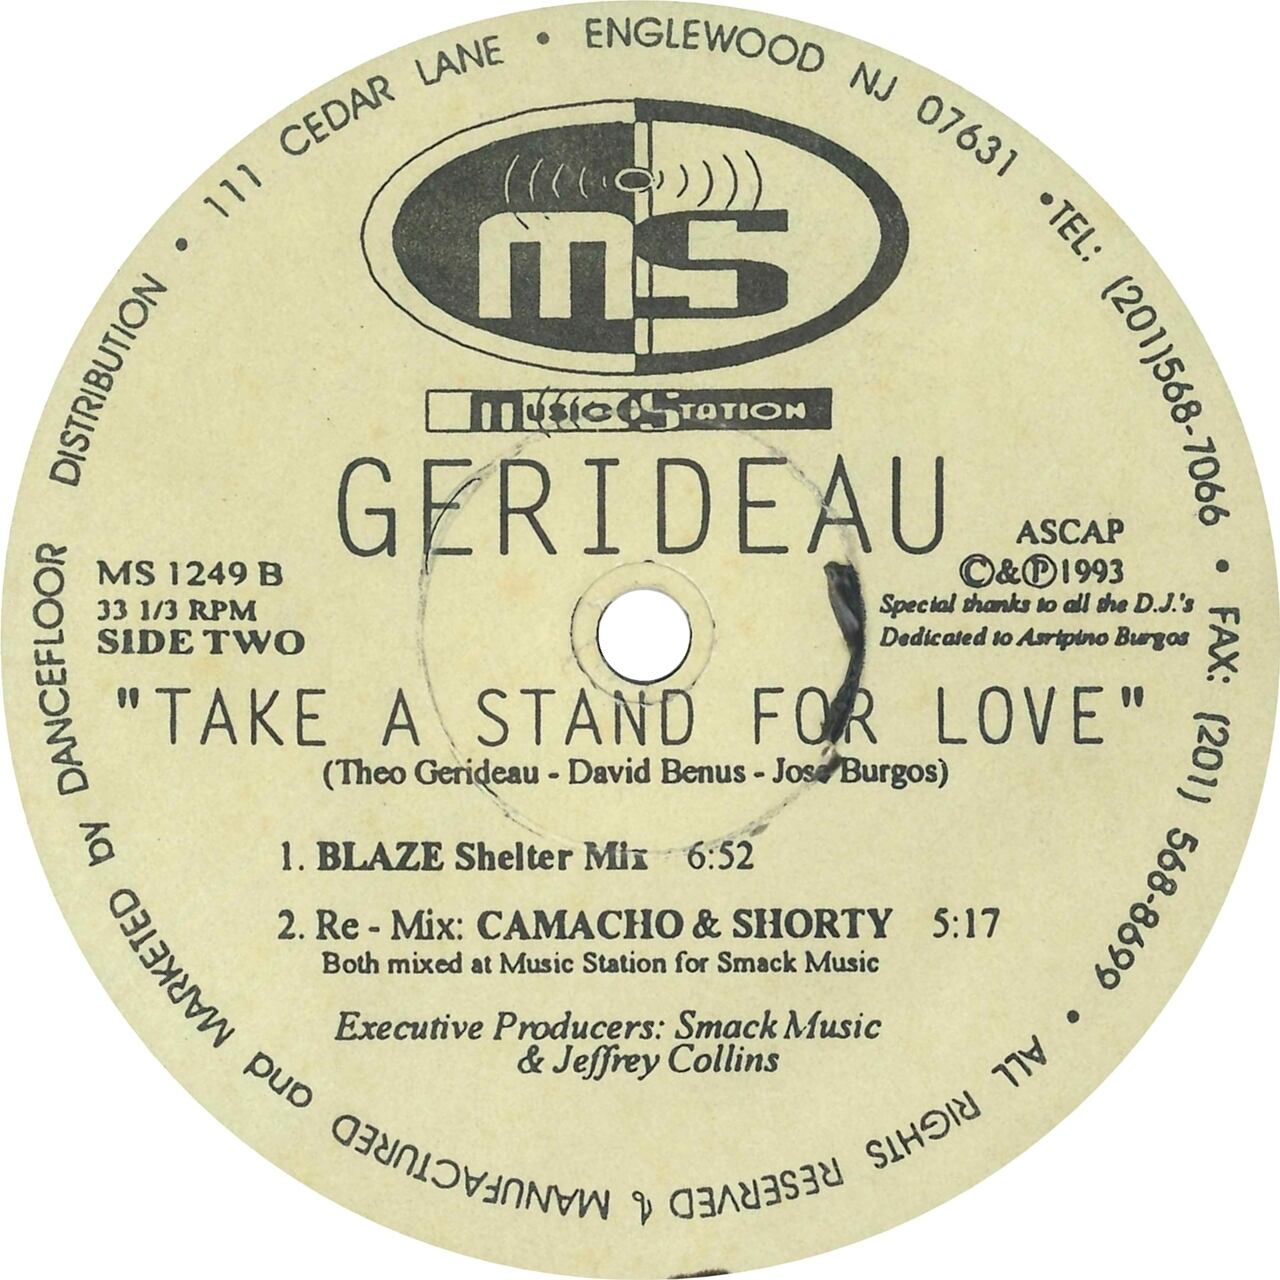 MANUFACTURED and MARKETED by DANCEFLOOR DISTRIBUTION • 111 CEDAR LANE • ENGLEWOOD NJ 07631 • TEL: (201)568-7066 • FAX: (201) 568-8699 • ALL RIGHTS RESERVED &
MS
MUSIC STATION
GERIDEAU
ASCAP
©&℗1993
Special thanks to all the D.J.'s
Dedicated to Asripino Burgos
MS 1249 B
33 1/3 RPM
SIDE TWO
"TAKE A STAND FOR LOVE"
(Theo Gerideau - David Benus - Jose Burgos)
1. BLAZE Shelter Mix 6:52
2. Re - Mix: CAMACHO & SHORTY 5:17
Both mixed at Music Station for Smack Music
Executive Producers: Smack Music
& Jeffrey Collins